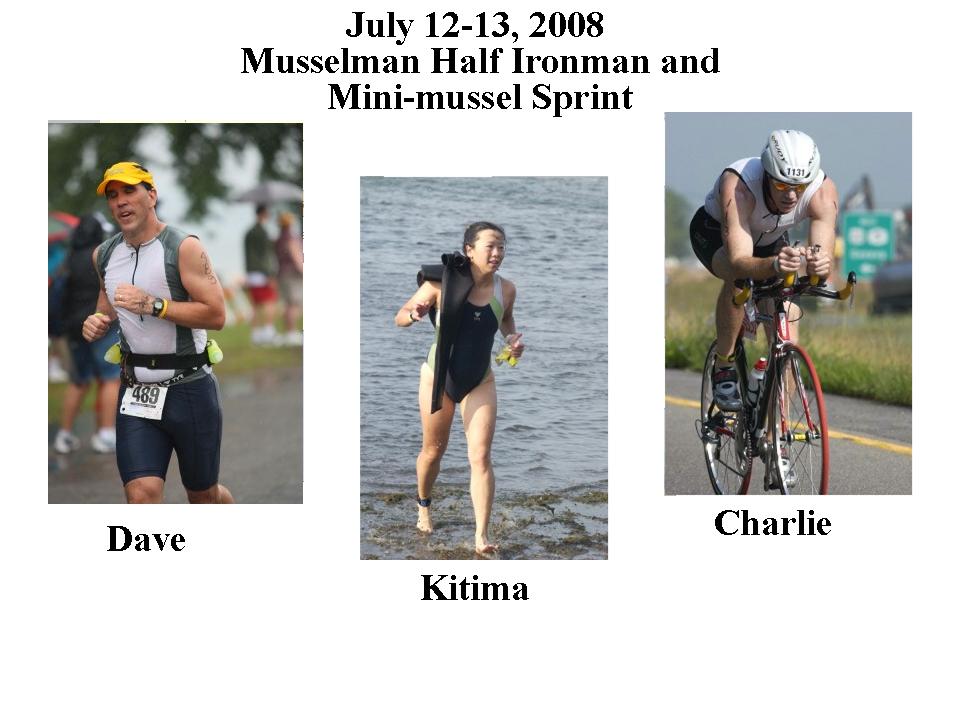 July 12-13, 2008
Musselman Half Ironman and
Mini-mussel Sprint
489
1131
Dave
Kitima
Charlie